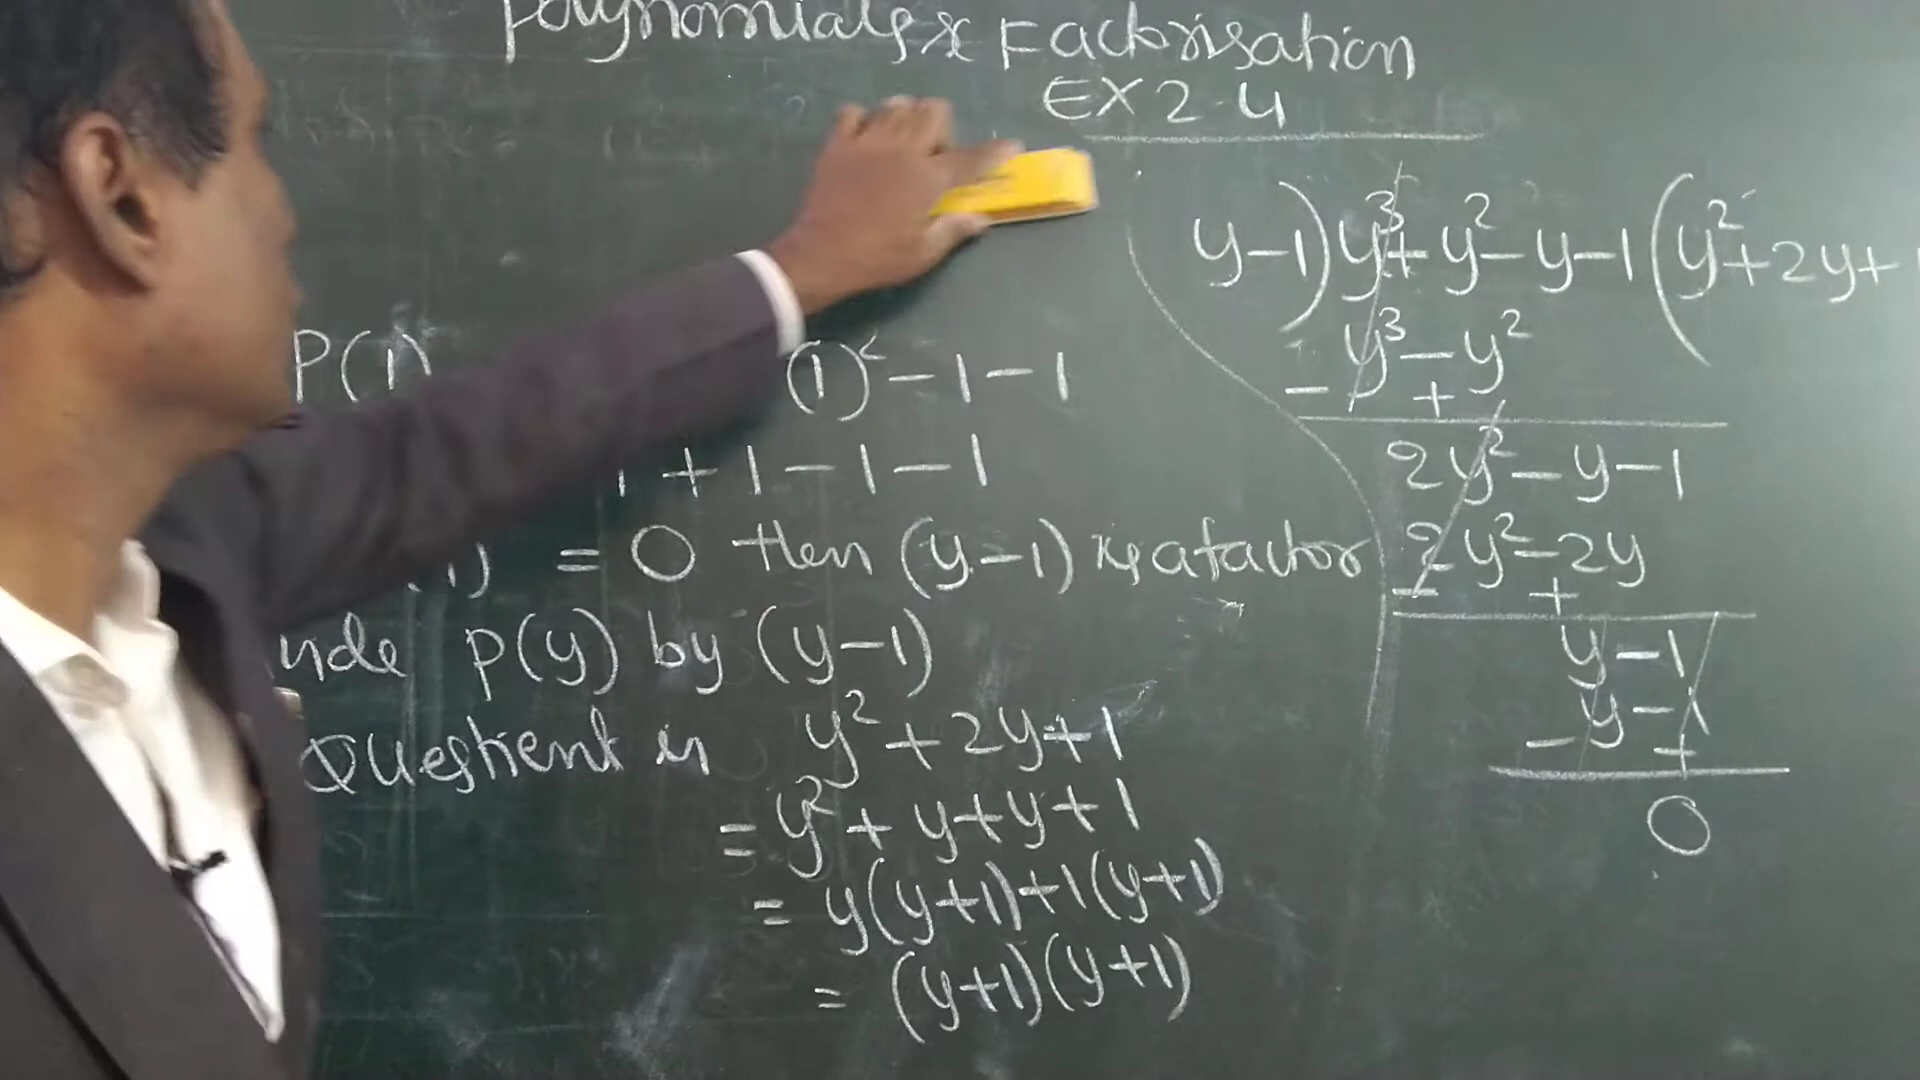 Polynomials & Factorisation
EX 2.4
P(1)
(1)² - 1 - 1
1 + 1 - 1 - 1
= 0 then (y-1) is a factor
P(y) by (y-1)
Questient is y² + 2y + 1
= y² + y + y + 1
= y(y+1) + 1(y+1)
= (y+1)(y+1)
y-1) y³ + y² - y - 1 (y² + 2y +
y³ - y²
- +
2y² - y - 1
2y² - 2y
- +
y - 1
y - 1
- +
0